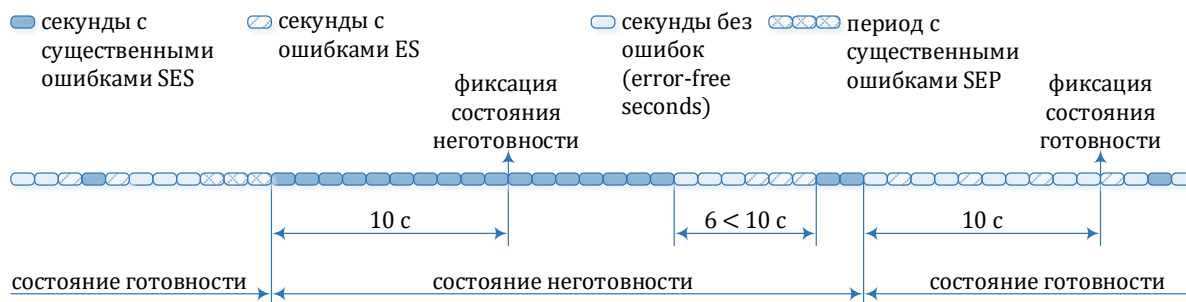 секунды с
существенными
ошибками SES
секунды с
ошибками ES
секунды без
ошибок
(error-free
seconds)
период с
существенными
ошибками SEP
фиксация
состояния
неготовности
фиксация
состояния
готовности
10 с
6 < 10 с
10 с
состояние готовности
состояние неготовности
состояние готовности